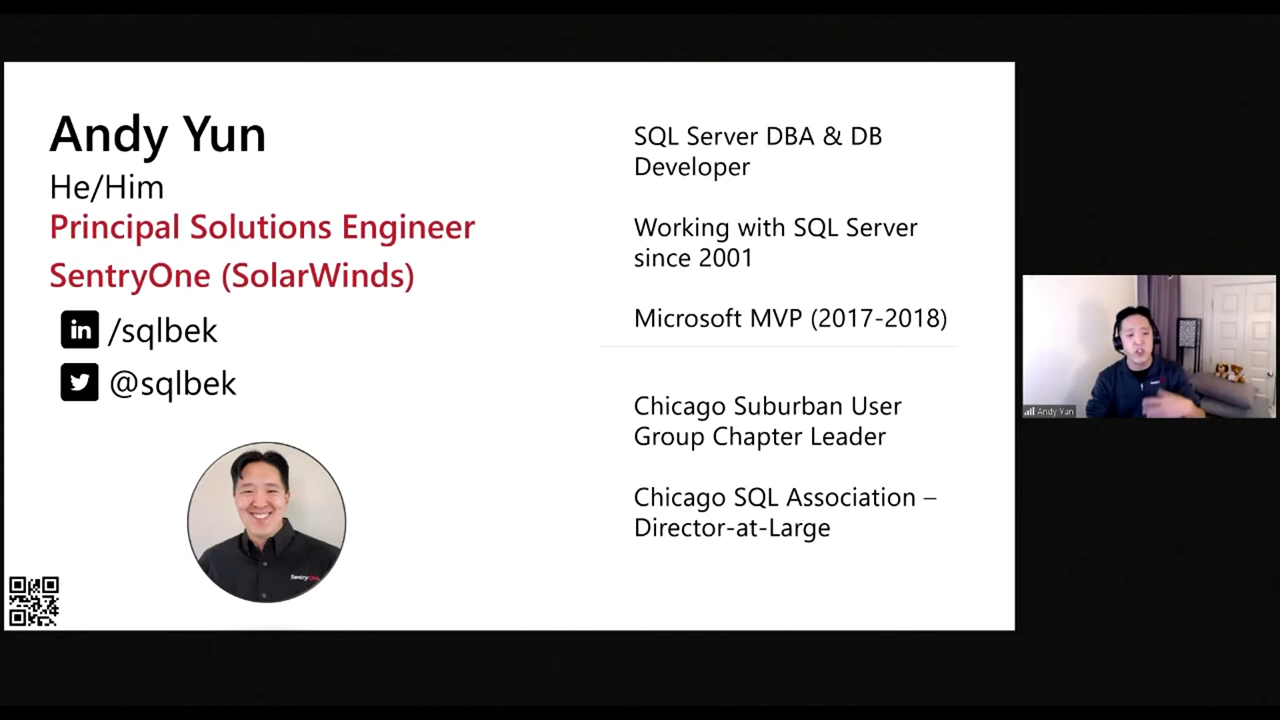 Andy Yun
He/Him
Principal Solutions Engineer
SentryOne (SolarWinds)
in /sqlbek
@sqlbek
SentryOne
SQL Server DBA & DB
Developer
Working with SQL Server
since 2001
Microsoft MVP (2017-2018)
Chicago Suburban User
Group Chapter Leader
Chicago SQL Association –
Director-at-Large
Andy Yun